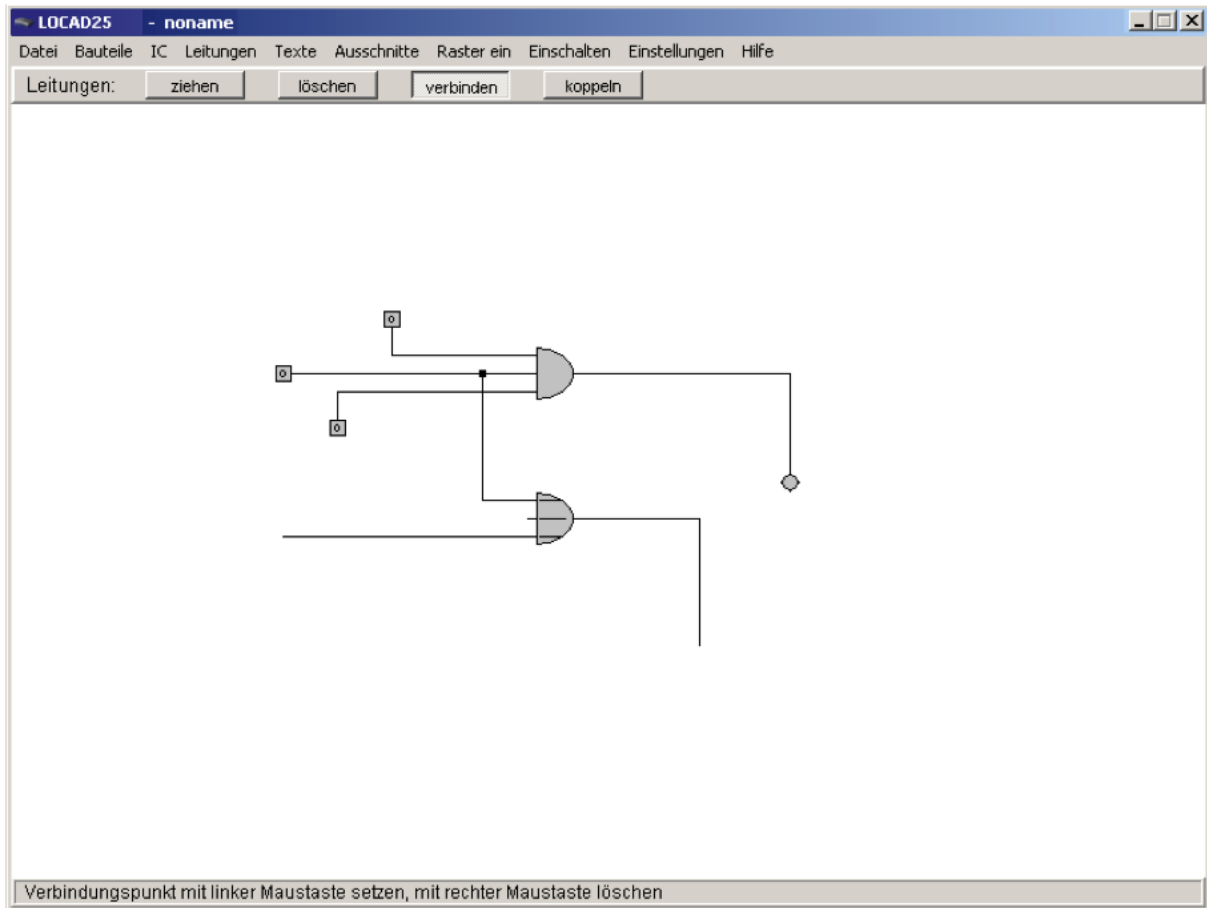 LOCAD25 - noname
Datei Bauteile IC Leitungen Texte Ausschnitte Raster ein Einschalten Einstellungen Hilfe
Leitungen: ziehen löschen verbinden koppeln
0
0
0
Verbindungspunkt mit linker Maustaste setzen, mit rechter Maustaste löschen